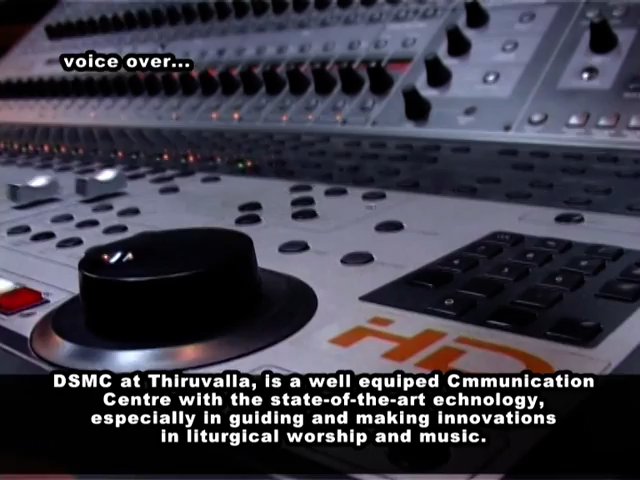 voice over...
HD
DSMC at Thiruvalla, is a well equiped Cmmunication
Centre with the state-of-the-art echnology,
especially in guiding and making innovations
in liturgical worship and music.